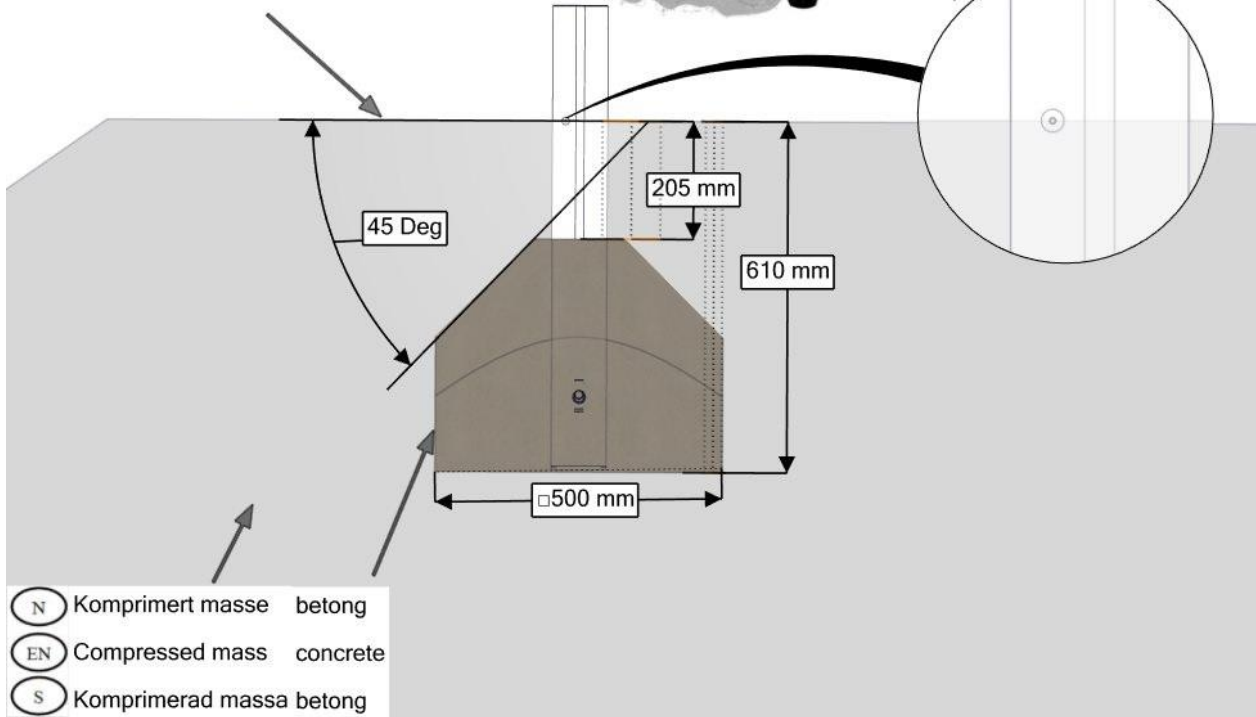 205 mm
45 Deg
610 mm
□500 mm
N Komprimert masse betong
EN Compressed mass concrete
S Komprimerad massa betong